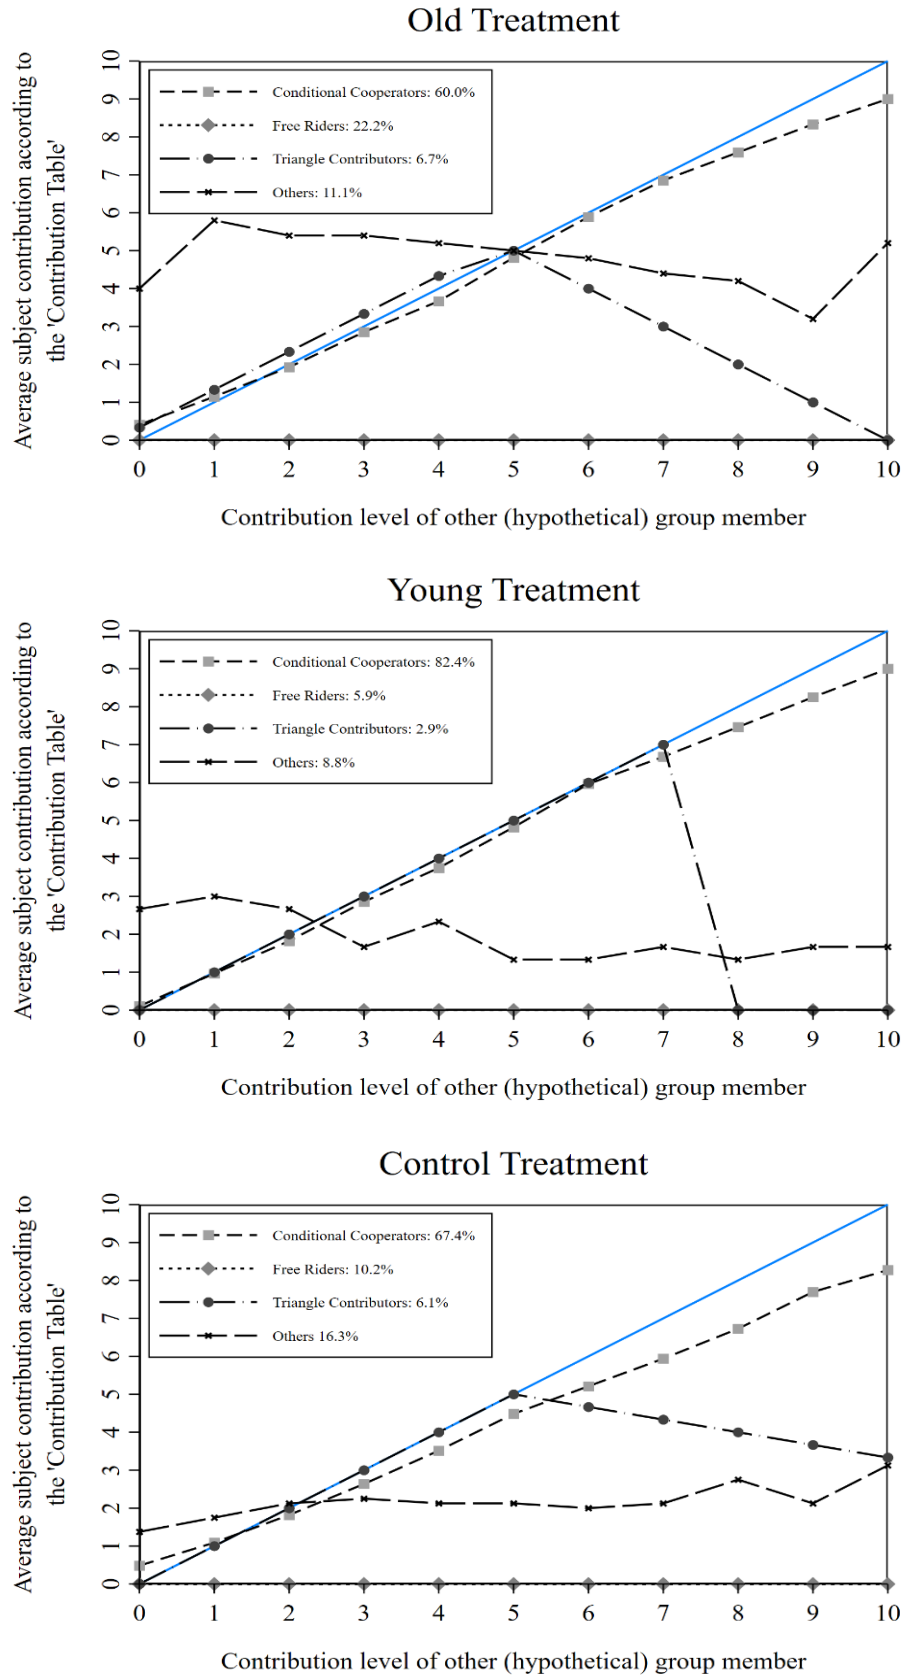 Old Treatment
Average subject contribution according to
the 'Contribution Table'
10
9
8
7
6
5
4
3
2
1
0
Conditional Cooperators: 60.0%
Free Riders: 22.2%
Triangle Contributors: 6.7%
Others: 11.1%
0 1 2 3 4 5 6 7 8 9 10
Contribution level of other (hypothetical) group member
Young Treatment
Average subject contribution according to
the 'Contribution Table'
10
9
8
7
6
5
4
3
2
1
0
Conditional Cooperators: 82.4%
Free Riders: 5.9%
Triangle Contributors: 2.9%
Others: 8.8%
0 1 2 3 4 5 6 7 8 9 10
Contribution level of other (hypothetical) group member
Control Treatment
Average subject contribution according to
the 'Contribution Table'
10
9
8
7
6
5
4
3
2
1
0
Conditional Cooperators: 67.4%
Free Riders: 10.2%
Triangle Contributors: 6.1%
Others 16.3%
0 1 2 3 4 5 6 7 8 9 10
Contribution level of other (hypothetical) group member